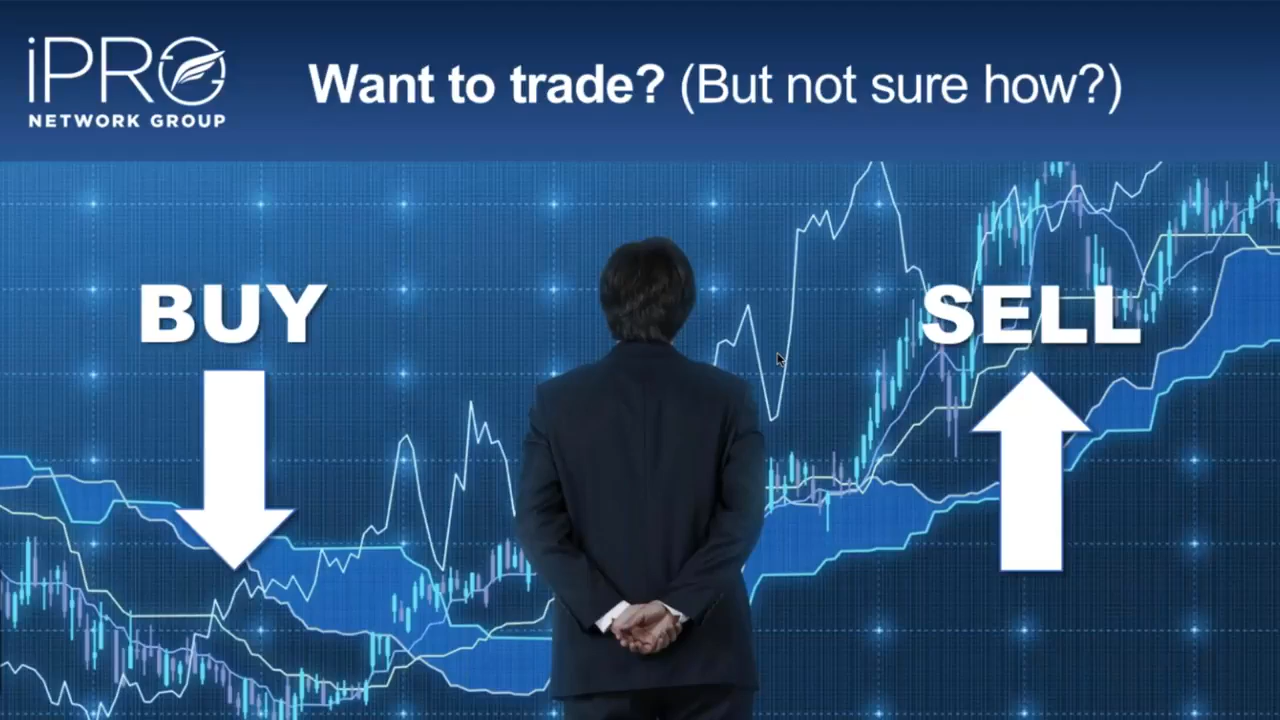 iPRO
NETWORK GROUP
Want to trade? (But not sure how?)
BUY
SELL